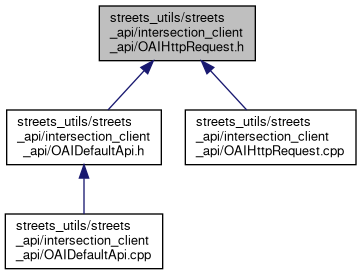 streets_utils/streets
_api/intersection_client
_api/OAIHttpRequest.h
streets_utils/streets
_api/intersection_client
_api/OAIDefaultApi.h
streets_utils/streets
_api/intersection_client
_api/OAIHttpRequest.cpp
streets_utils/streets
_api/intersection_client
_api/OAIDefaultApi.cpp